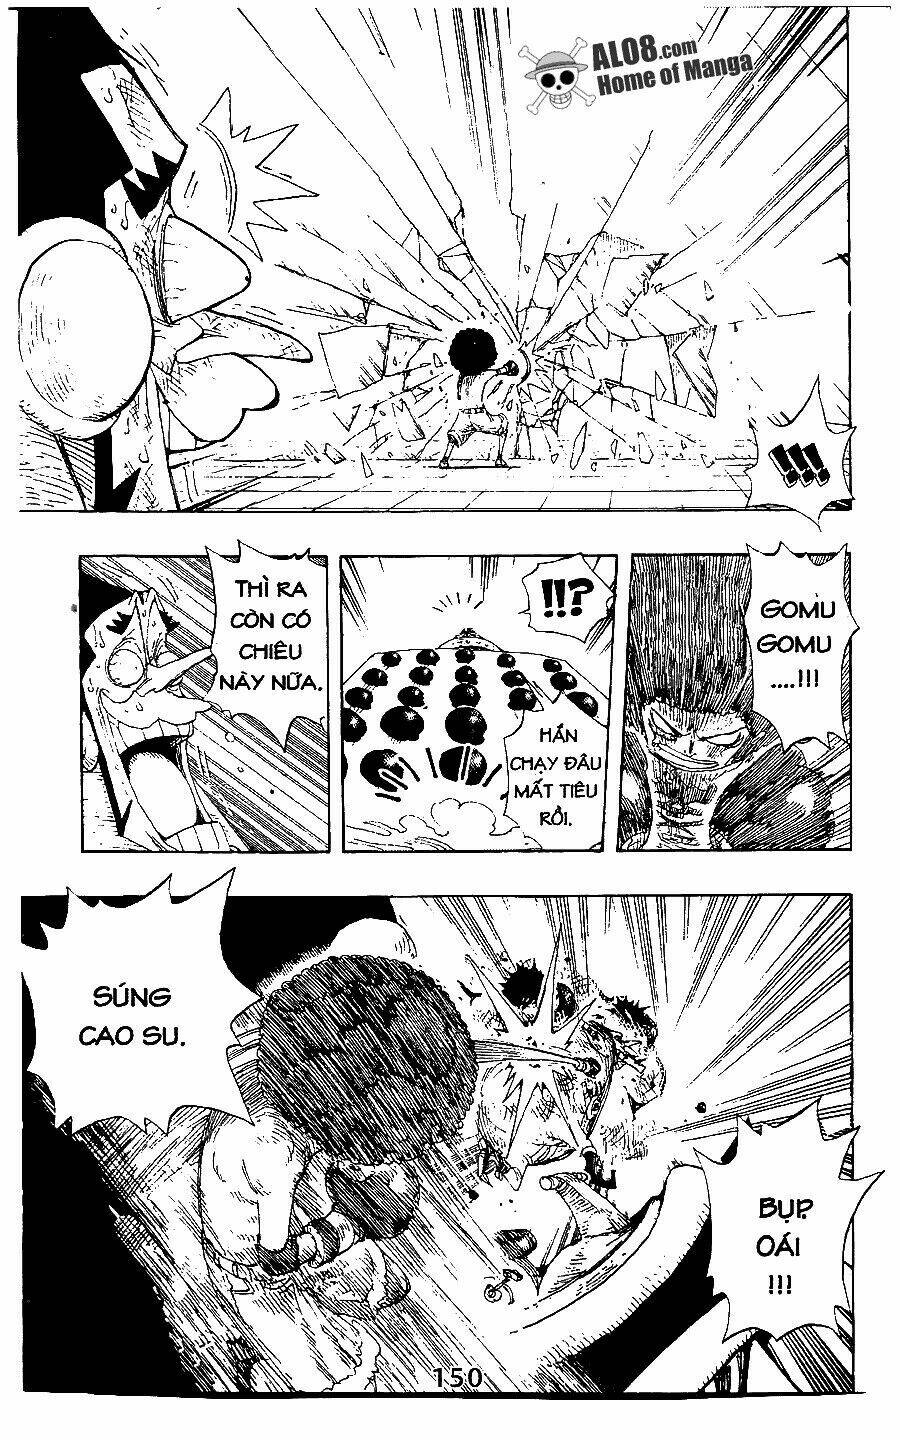 AL08.com
Home of Manga
!!!
GOMU
GOMU
....!!!
!!?
HẮN
CHẠY ĐÂU
MẤT TIÊU
RỒI.
THÌ RA
CÒN CÓ
CHIÊU
NÀY NỮA.
SÚNG
CAO SU.
BỤP.
OÁI
!!!
150